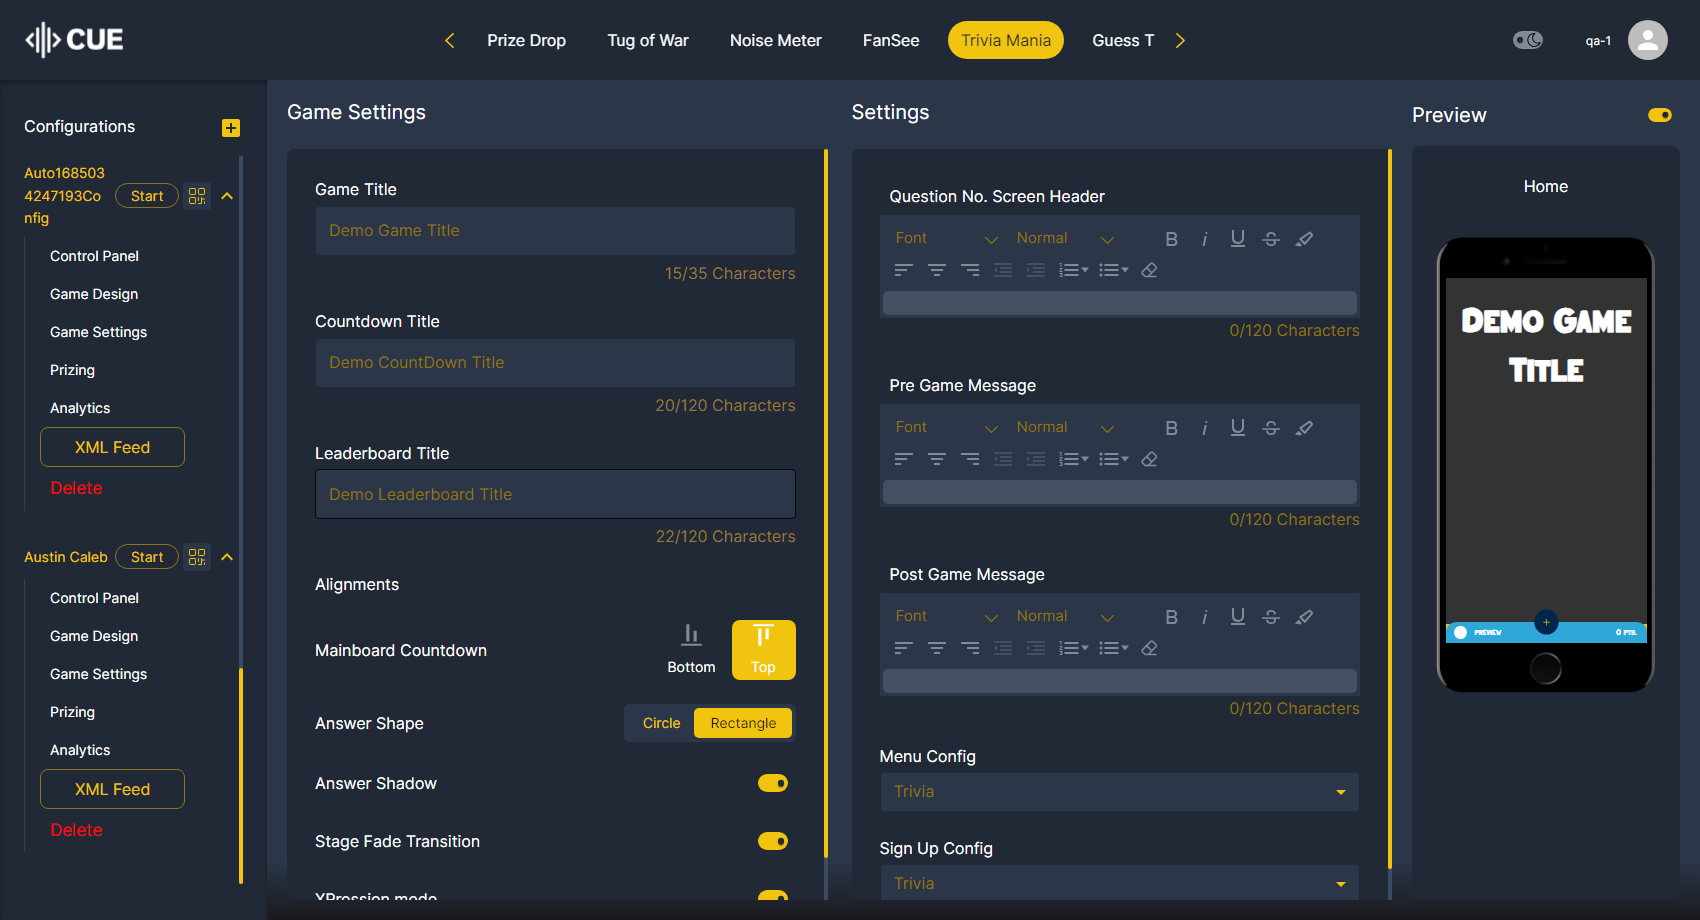 CUE
Prize Drop
Tug of War
Noise Meter
FanSee
Trivia Mania
Guess T
qa-1
Configurations
Auto168503
4247193Co
nfig
Start
Control Panel
Game Design
Game Settings
Prizing
Analytics
XML Feed
Delete
Austin Caleb
Start
Control Panel
Game Design
Game Settings
Prizing
Analytics
XML Feed
Delete
Game Settings
Game Title
Demo Game Title
15/35 Characters
Countdown Title
Demo CountDown Title
20/120 Characters
Leaderboard Title
Demo Leaderboard Title
22/120 Characters
Alignments
Mainboard Countdown
Bottom
Top
Answer Shape
Circle
Rectangle
Answer Shadow
Stage Fade Transition
XPression mode
Settings
Question No. Screen Header
Font
Normal
0/120 Characters
Pre Game Message
Font
Normal
0/120 Characters
Post Game Message
Font
Normal
0/120 Characters
Menu Config
Trivia
Sign Up Config
Trivia
Preview
Home
Demo Game
Title
PREVIEW
0 PTS.